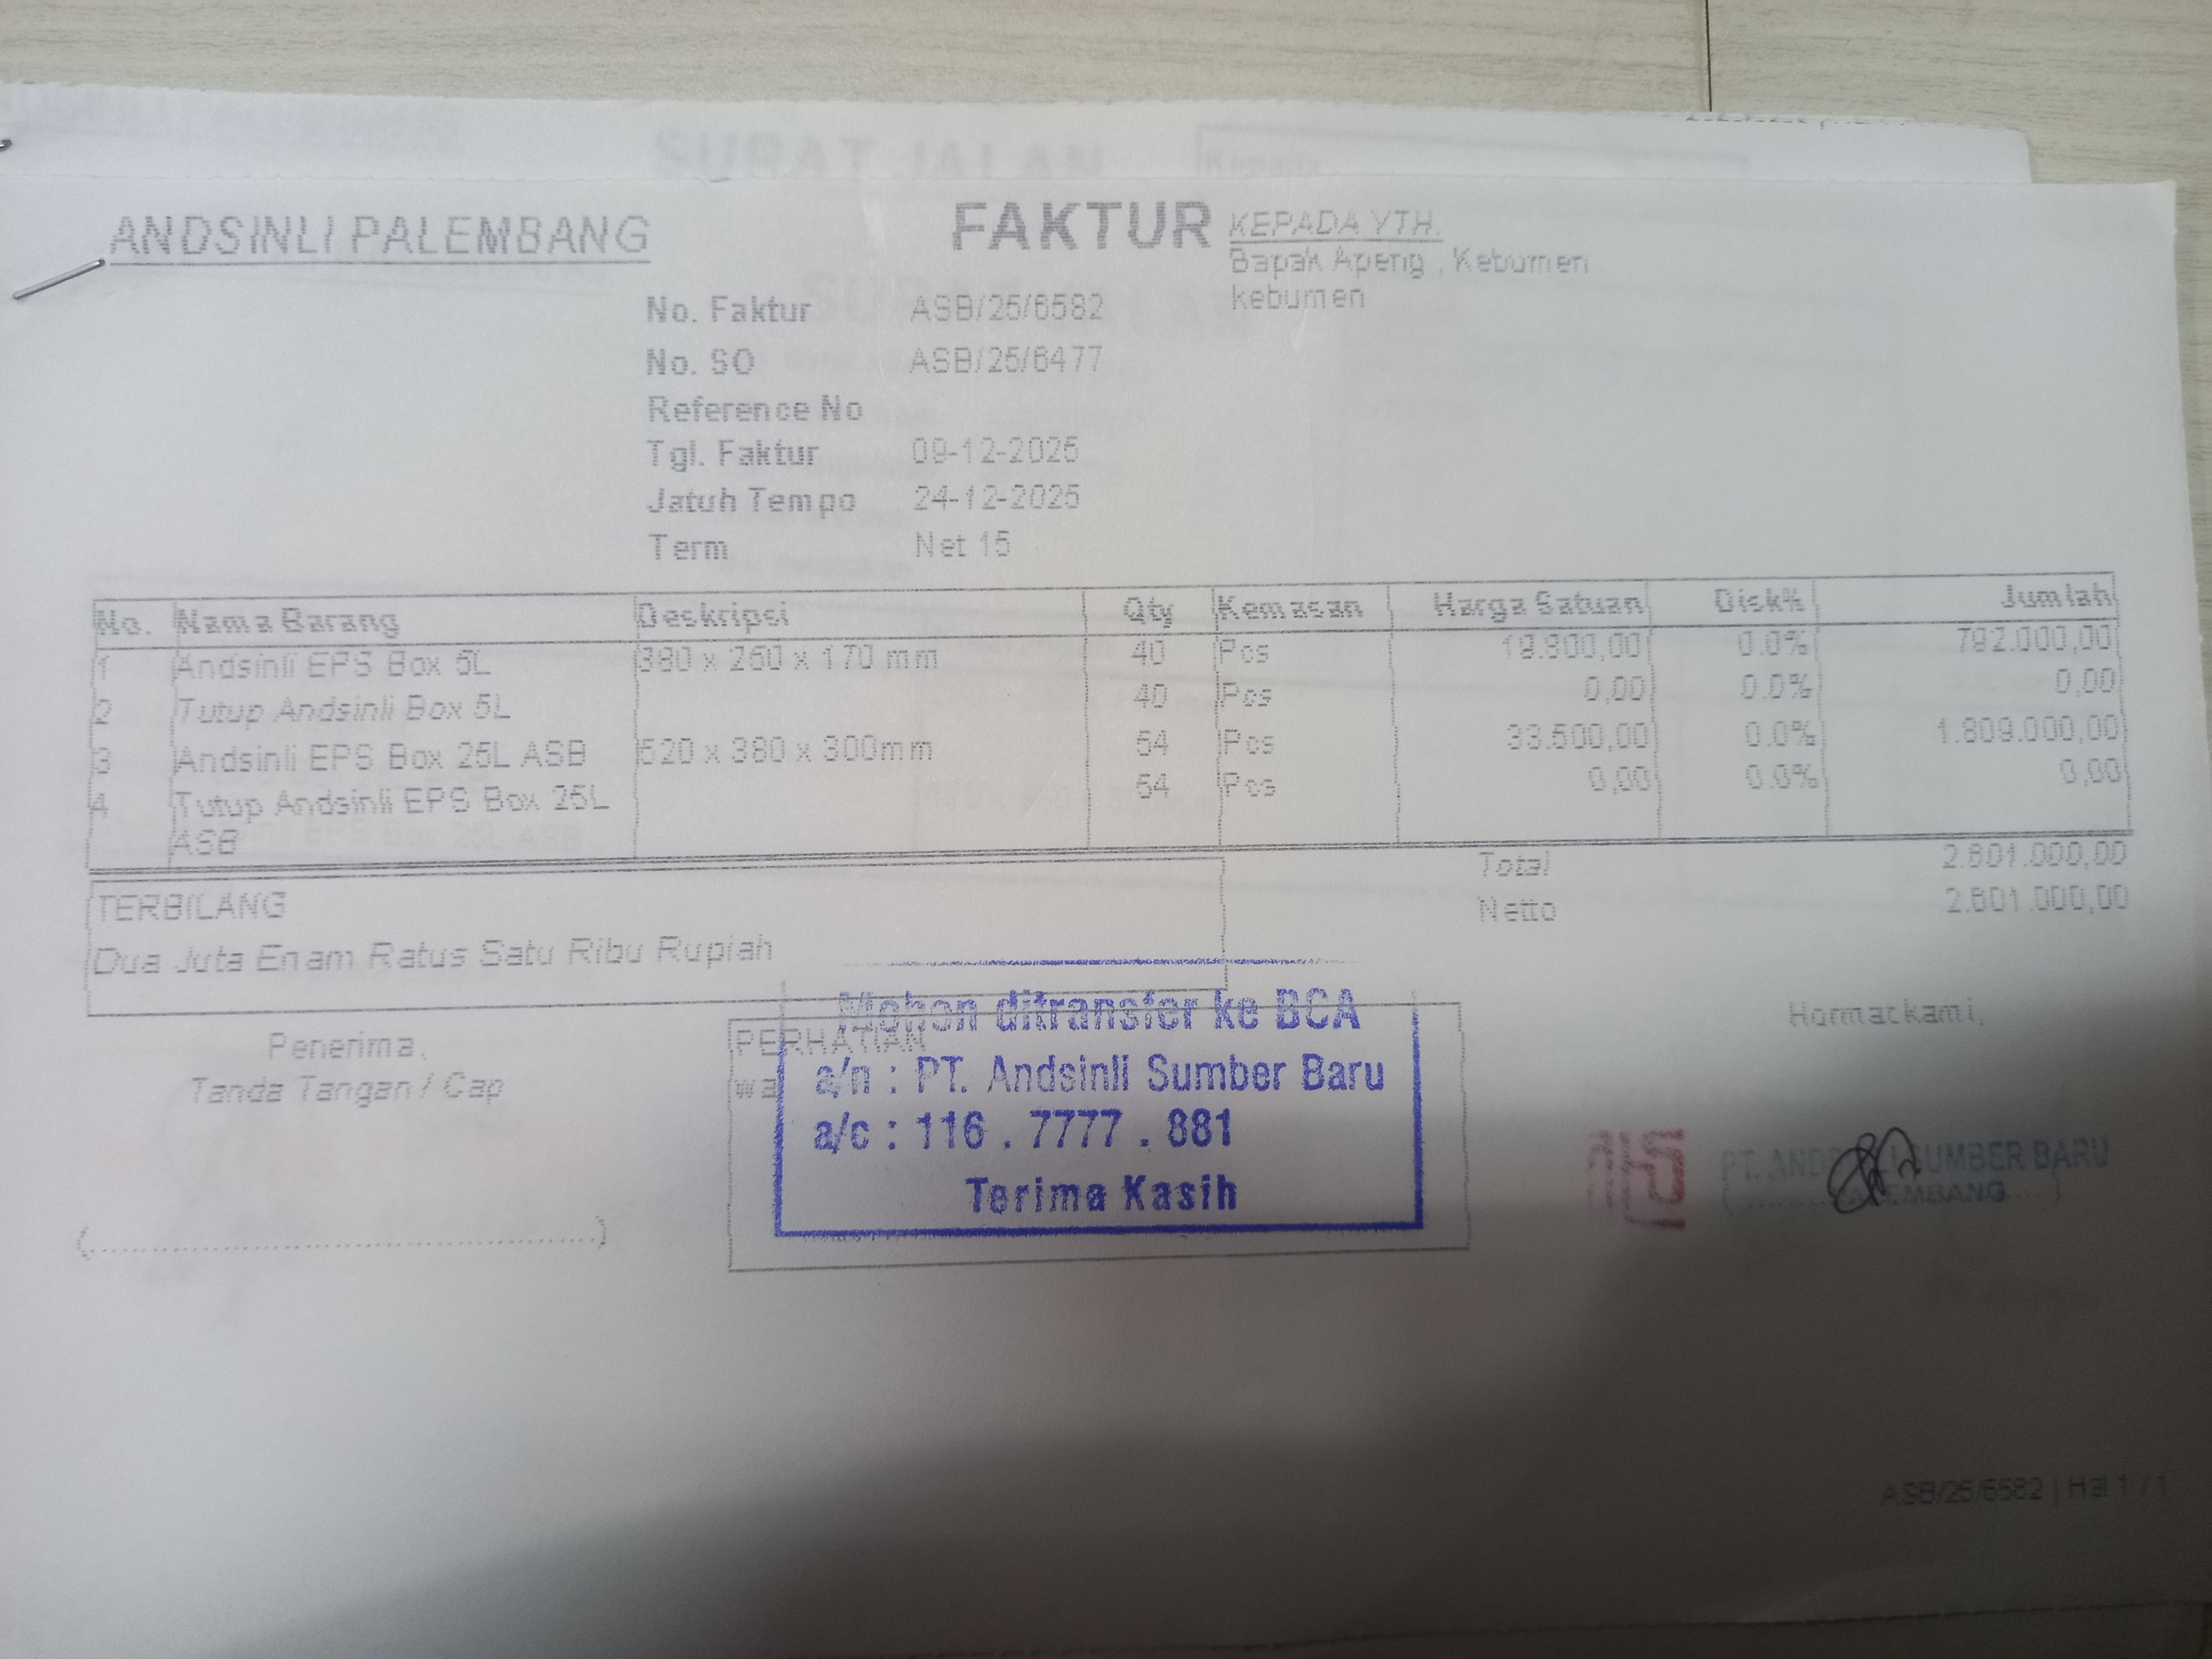 SURAT JALAN
Kepada
ANDSINLI PALEMBANG
FAKTUR
KEPADA YTH.
Bapak Apeng , Kebumen
kebumen
No. Faktur ASB/25/6582
No. SO ASB/25/6477
Reference No
Tgl. Faktur 09-12-2025
Jatuh Tempo 24-12-2025
Term Net 15
No. Nama Barang Deskripsi Qty Kemasan Harga Satuan Disk% Jumlah
1 Andsinli EPS Box 5L 380 x 260 x 170 mm 40 Pcs 19.800,00 0.0% 792.000,00
2 Tutup Andsinli Box 5L 40 Pcs 0,00 0.0% 0,00
3 Andsinli EPS Box 25L ASB 520 x 380 x 300mm 54 Pcs 33.500,00 0.0% 1.809.000,00
4 Tutup Andsinli EPS Box 25L 54 Pcs 0,00 0.0% 0,00
ASB
Total 2.601.000,00
Netto 2.601.000,00
TERBILANG
Dua Juta Enam Ratus Satu Ribu Rupiah
Penerima,
Tanda Tangan / Cap
PERHATIAN
Mohon ditransfer ke BCA
a/n : PT. Andsinli Sumber Baru
a/c : 116 . 7777 . 881
Terima Kasih
Hormat kami,
PT. ANDSINLI SUMBER BARU
PALEMBANG
ASB/25/6582 | Hal 1 / 1